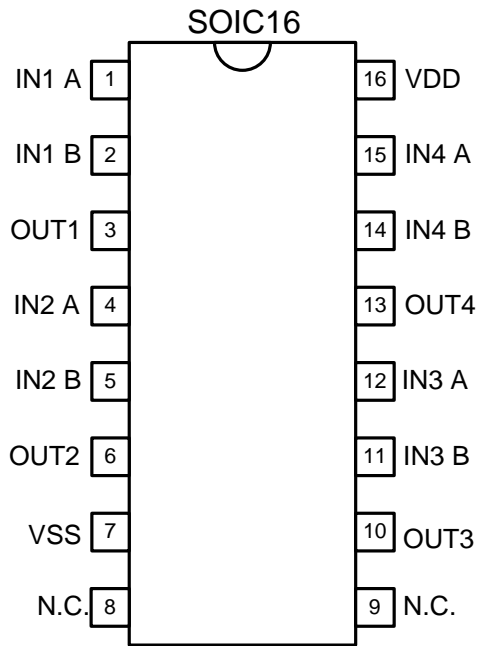 SOIC16
IN1 A 1 16 VDD
IN1 B 2 15 IN4 A
OUT1 3 14 IN4 B
IN2 A 4 13 OUT4
IN2 B 5 12 IN3 A
OUT2 6 11 IN3 B
VSS 7 10 OUT3
N.C. 8 9 N.C.